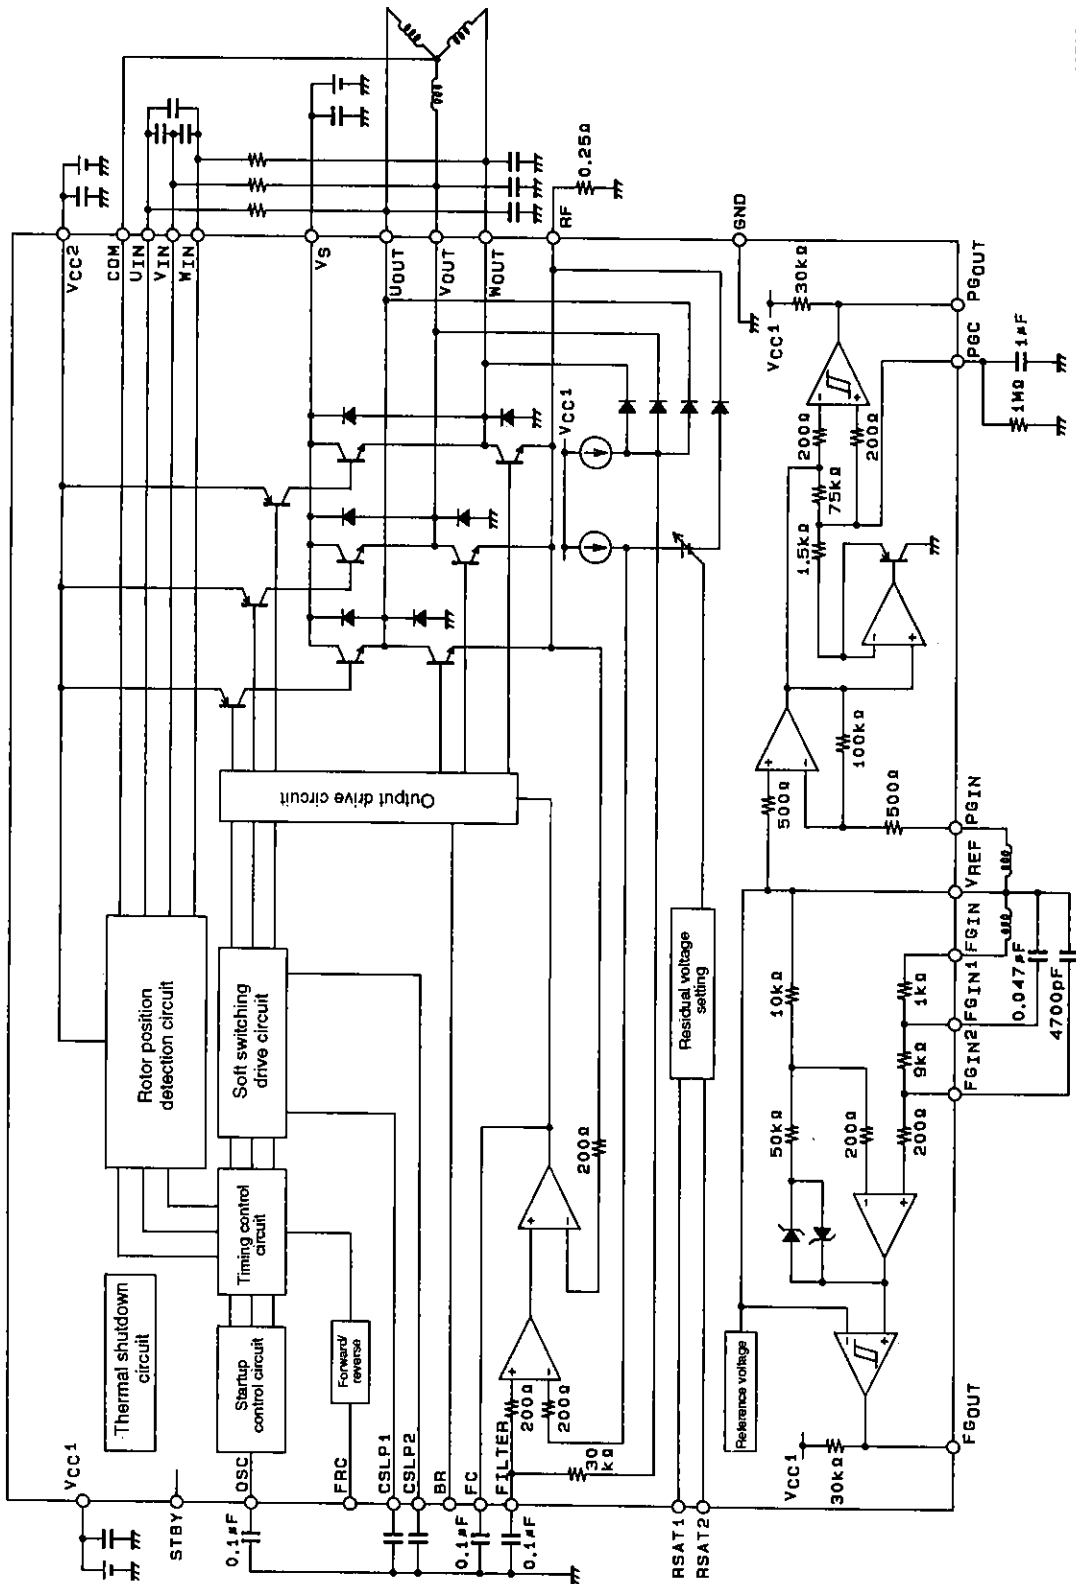 VCC1
STBY
OSC
0.1µF
FRC
CSLP1
CSLP2
BR
FC
0.1µF
FILTER
0.1µF
RSAT1
RSAT2
Thermal shutdown
circuit
Startup
control circuit
Timing control
circuit
Forward/
reverse
Rotor position
detection circuit
Soft switching
drive circuit
Output drive circuit
200Ω
200Ω
30
kΩ
200Ω
Residual voltage
setting
VCC1
VCC2
COM
UIN
VIN
WIN
VS
UOUT
VOUT
WOUT
RF
0.25Ω
GND
Reference voltage
VCC1
30kΩ
FGOUT
50kΩ
10kΩ
200Ω
200Ω
9kΩ
1kΩ
FGIN2
FGIN1
FGIN
VREF
PGIN
0.047µF
4700pF
500Ω
500Ω
100kΩ
1.5kΩ
75kΩ
200Ω
200Ω
VCC1
30kΩ
PGC
PGOUT
1MΩ
1µF